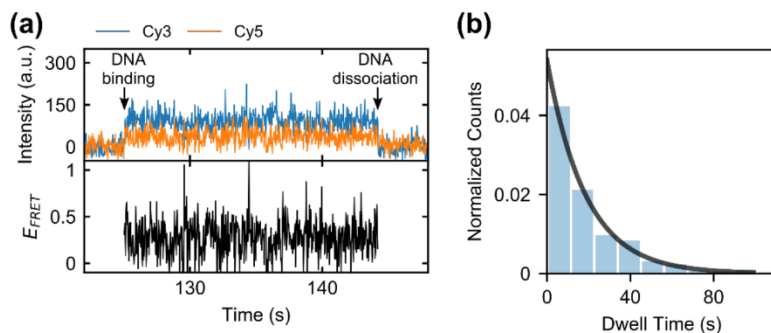 (a)
Cy3 Cy5
DNA binding
DNA dissociation
Intensity (a.u.)
300
150
0
E_FRET
1
0.5
0
130 140
Time (s)
(b)
Normalized Counts
0.04
0.02
0
0 40 80
Dwell Time (s)